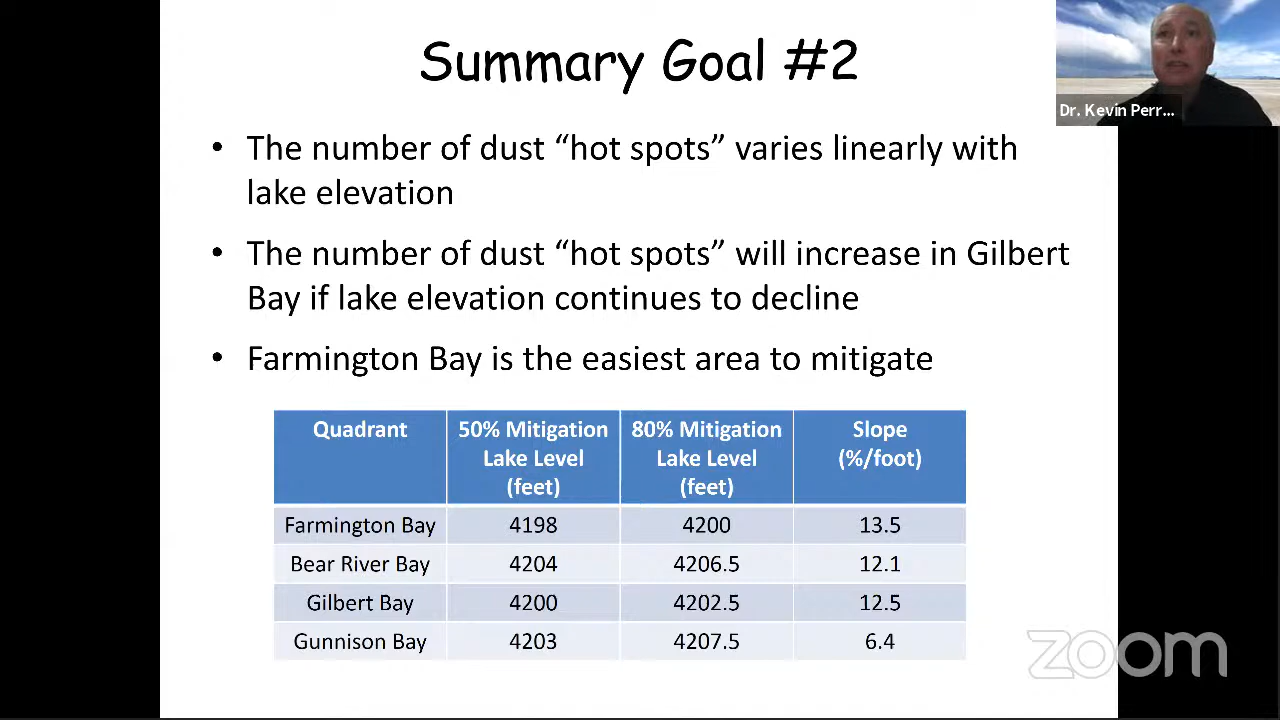 Summary Goal #2
Dr. Kevin Perr...
• The number of dust “hot spots” varies linearly with
lake elevation
• The number of dust “hot spots” will increase in Gilbert
Bay if lake elevation continues to decline
• Farmington Bay is the easiest area to mitigate
Quadrant 50% Mitigation Lake Level (feet) 80% Mitigation Lake Level (feet) Slope (%/foot)
Farmington Bay 4198 4200 13.5
Bear River Bay 4204 4206.5 12.1
Gilbert Bay 4200 4202.5 12.5
Gunnison Bay 4203 4207.5 6.4
zoom